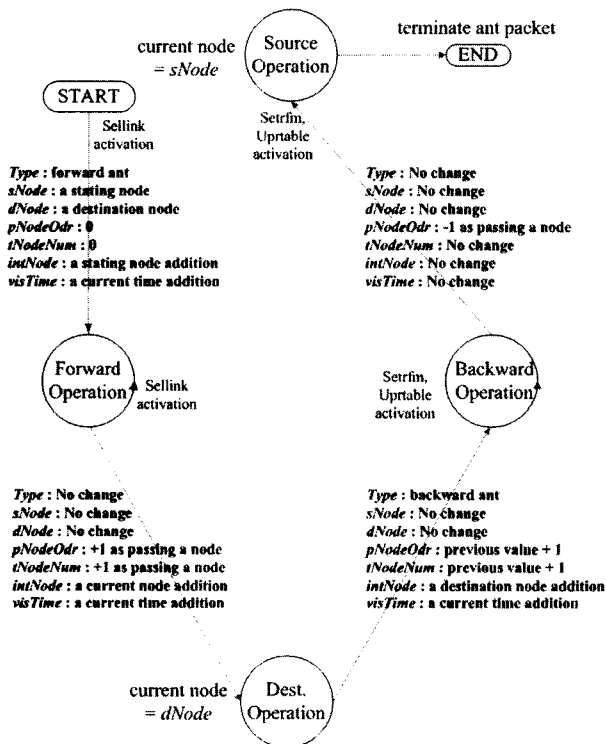 terminate ant packet
current node
= sNode
Source
Operation
END
START
Sellink
activation
Setrfm,
Uprtable
activation
Type : forward ant
sNode : a stating node
dNode : a destination node
pNodeOdr : 0
tNodeNum : 0
intNode : a stating node addition
visTime : a current time addition
Type : No change
sNode : No change
dNode : No change
pNodeOdr : -1 as passing a node
tNodeNum : No change
intNode : No change
visTime : No change
Forward
Operation
Sellink
activation
Setrfm,
Uprtable
activation
Backward
Operation
Type : No change
sNode : No change
dNode : No change
pNodeOdr : +1 as passing a node
tNodeNum : +1 as passing a node
intNode : a current node addition
visTime : a current time addition
Type : backward ant
sNode : No change
dNode : No change
pNodeOdr : previous value + 1
tNodeNum : previous value + 1
intNode : a destination node addition
visTime : a current time addition
current node
= dNode
Dest.
Operation